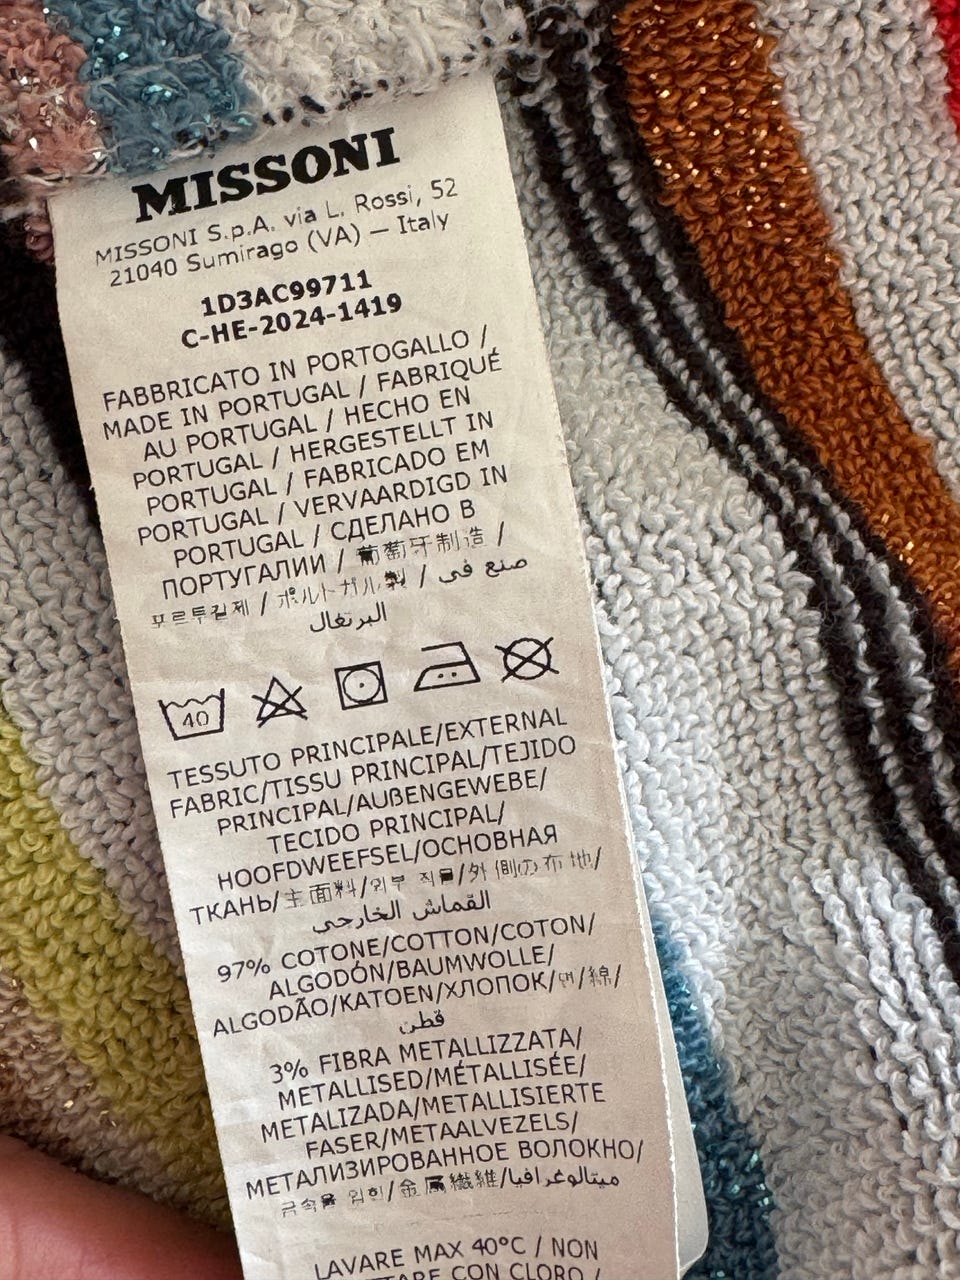 MISSONI
MISSONI S.p.A. via L. Rossi, 52
21040 Sumirago (VA) – Italy
1D3AC99711
C-HE-2024-1419
FABBRICATO IN PORTOGALLO /
MADE IN PORTUGAL / FABRIQUÉ
AU PORTUGAL / HECHO EN
PORTUGAL / HERGESTELLT IN
PORTUGAL / FABRICADO EM
PORTUGAL / VERVAARDIGD IN
PORTUGAL / СДЕЛАНО В
ПОРТУГАЛИИ / 葡萄牙制造 /
포르투갈제 / ポルトガル製 / صنع في
البرتغال
40
TESSUTO PRINCIPALE/EXTERNAL
FABRIC/TISSU PRINCIPAL/TEJIDO
PRINCIPAL/AUßENGEWEBE/
TECIDO PRINCIPAL/
HOOFDWEEFSEL/ОСНОВНАЯ
ТКАНЬ/主面料/외부 직물/外側の布地/
القماش الخارجي
97% COTONE/COTTON/COTON/
ALGODÓN/BAUMWOLLE/
ALGODÃO/KATOEN/ХЛОПОК/면/綿/
قطن
3% FIBRA METALLIZZATA/
METALLISED/MÉTALLISÉE/
METALIZADA/METALLISIERTE
FASER/METAALVEZELS/
МЕТАЛИЗИРОВАННОЕ ВОЛОКНО/
금속을 입힌/金属繊維/ميتالوغرافيا/
LAVARE MAX 40°C / NON
CON CLORO /